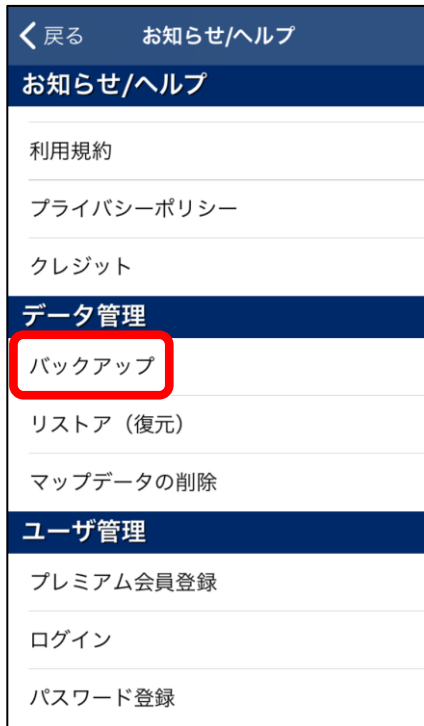 戻る お知らせ/ヘルプ
お知らせ/ヘルプ
利用規約
プライバシーポリシー
クレジット
データ管理
バックアップ
リストア（復元）
マップデータの削除
ユーザ管理
プレミアム会員登録
ログイン
パスワード登録